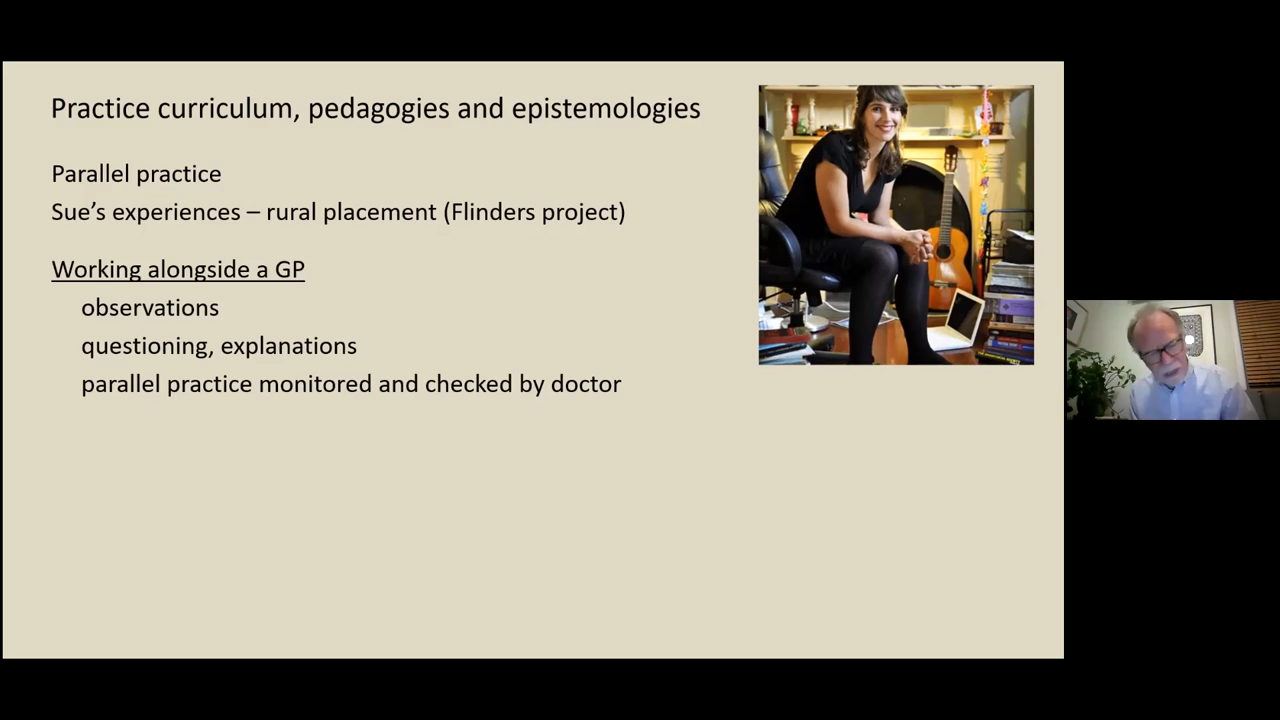 Practice curriculum, pedagogies and epistemologies
Parallel practice
Sue’s experiences – rural placement (Flinders project)
Working alongside a GP
observations
questioning, explanations
parallel practice monitored and checked by doctor